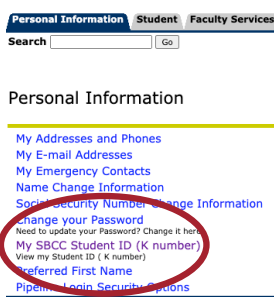 Personal Information Student Faculty Services
Search Go
Personal Information
My Addresses and Phones
My E-mail Addresses
My Emergency Contacts
Name Change Information
Social Security Number Change Information
Change your Password
Need to update your Password? Change it here
My SBCC Student ID (K number)
View my Student ID ( K number)
Preferred First Name
Pipeline Login Security Options